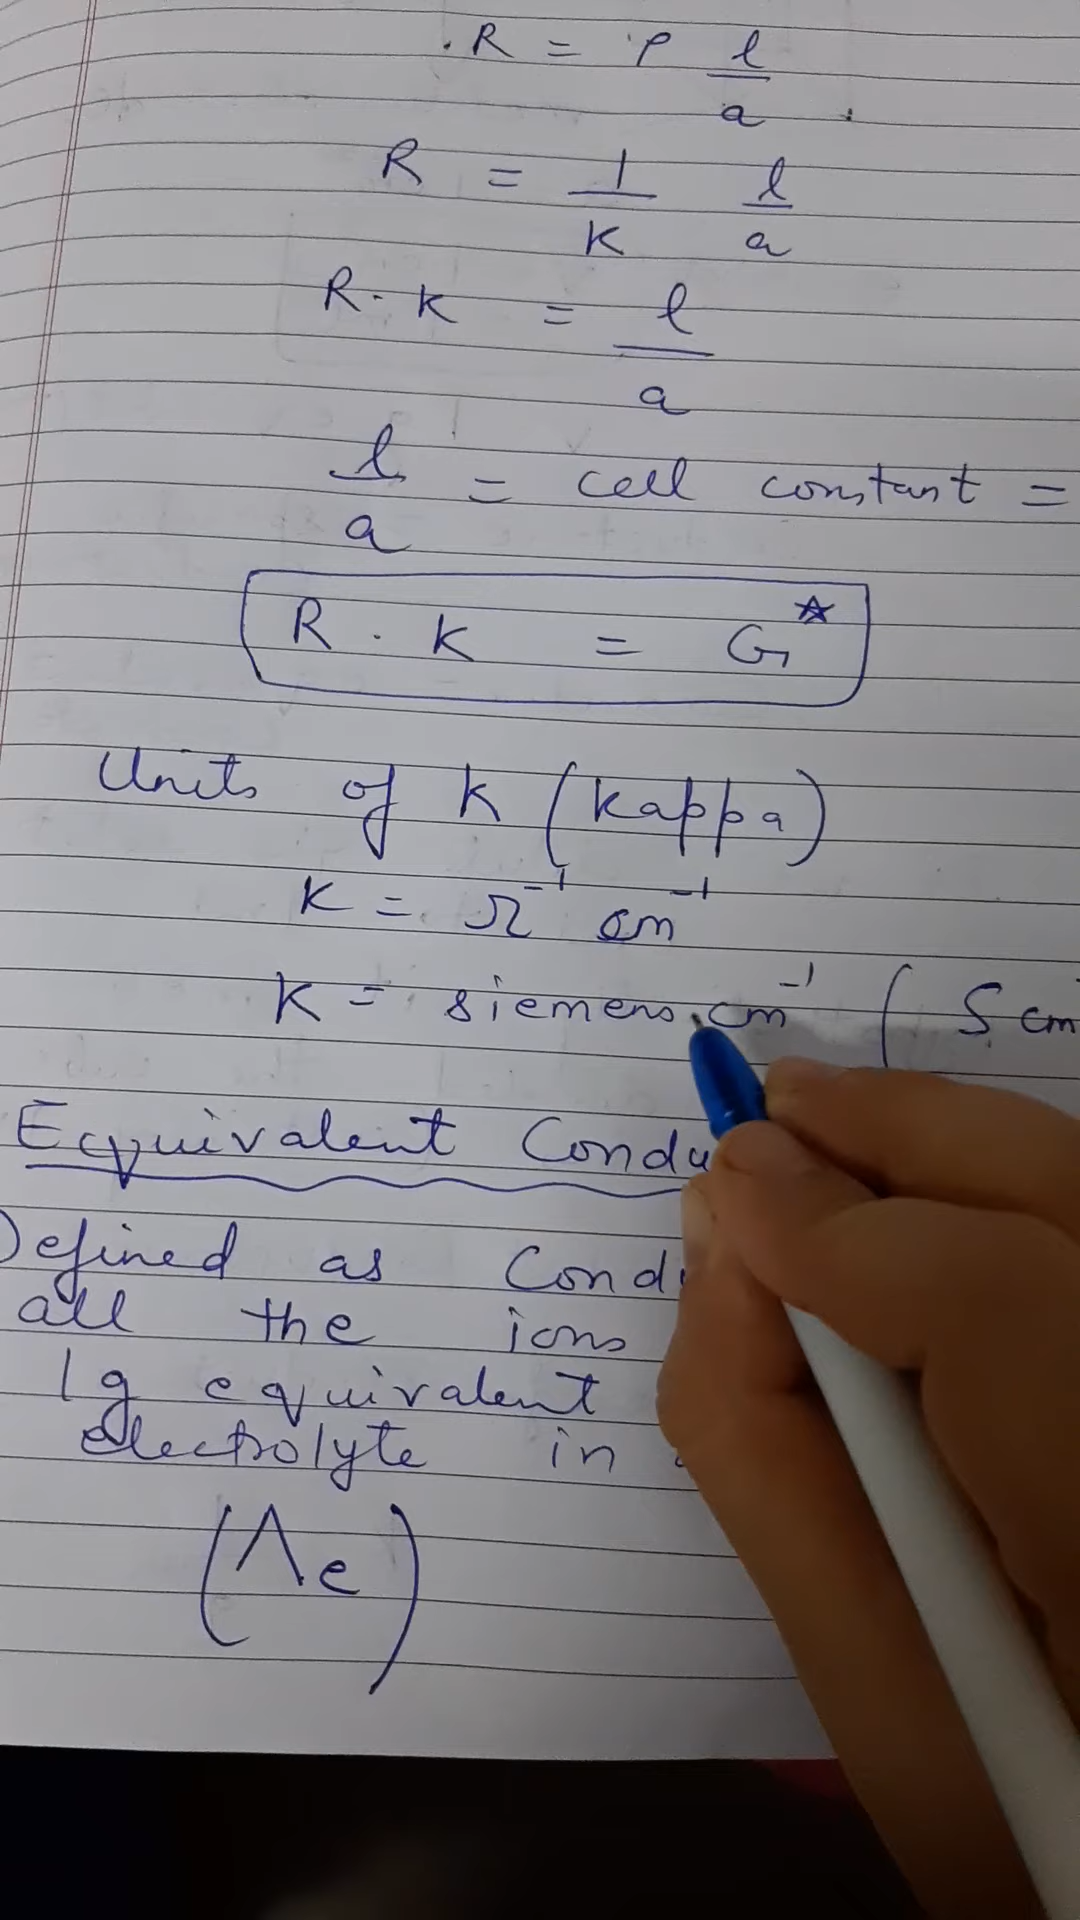 R = ρ l/a
R = 1/K l/a
R . K = l/a
l/a = cell constant =
R . K = G*
Units of K (kappa)
K = Ω⁻¹ cm⁻¹
K = siemens cm⁻¹ ( S cm
Equivalent Condu
Defined as Cond
all the ions
1g equivalent
electrolyte in
(Λe)